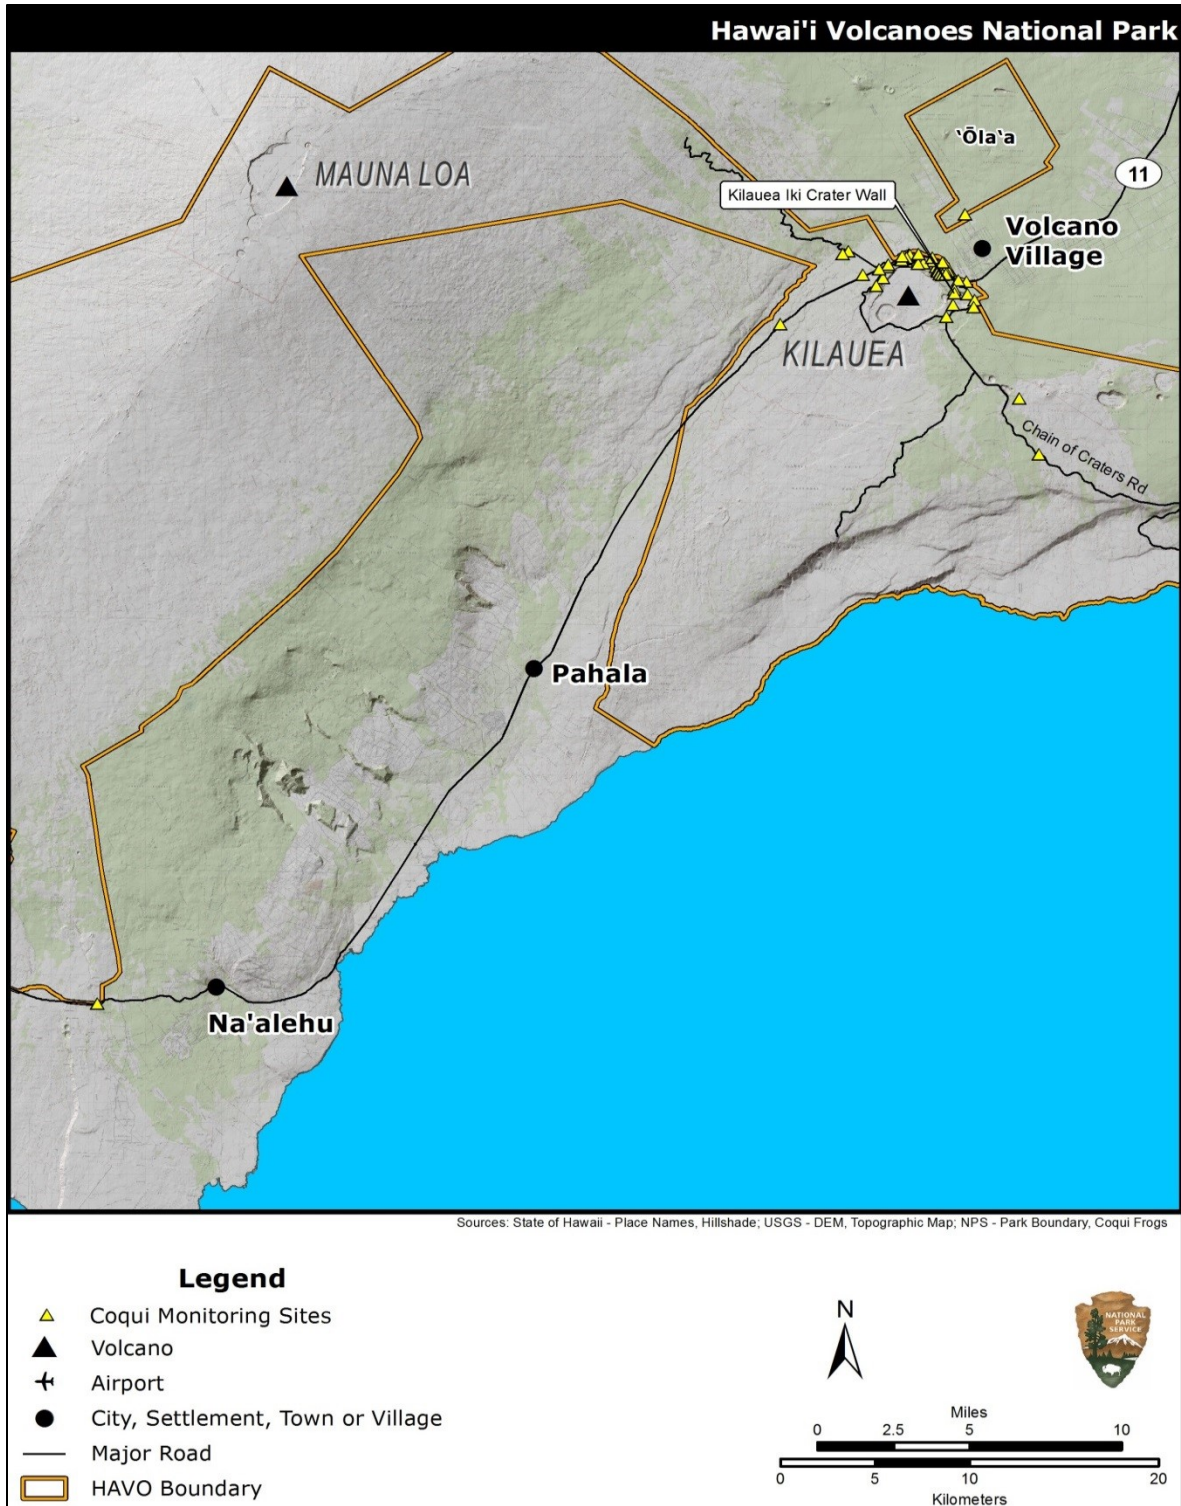 Hawai'i Volcanoes National Park
MAUNA LOA
ʻŌlaʻa
11
Kilauea Iki Crater Wall
Volcano
Village
KILAUEA
Chain of Craters Rd
Pahala
Na'alehu
Sources: State of Hawaii - Place Names, Hillshade; USGS - DEM, Topographic Map; NPS - Park Boundary, Coqui Frogs
Legend
Coqui Monitoring Sites
Volcano
Airport
City, Settlement, Town or Village
Major Road
HAVO Boundary
N
NATIONAL
PARK
SERVICE
Miles
0 2.5 5 10
0 5 10 20
Kilometers